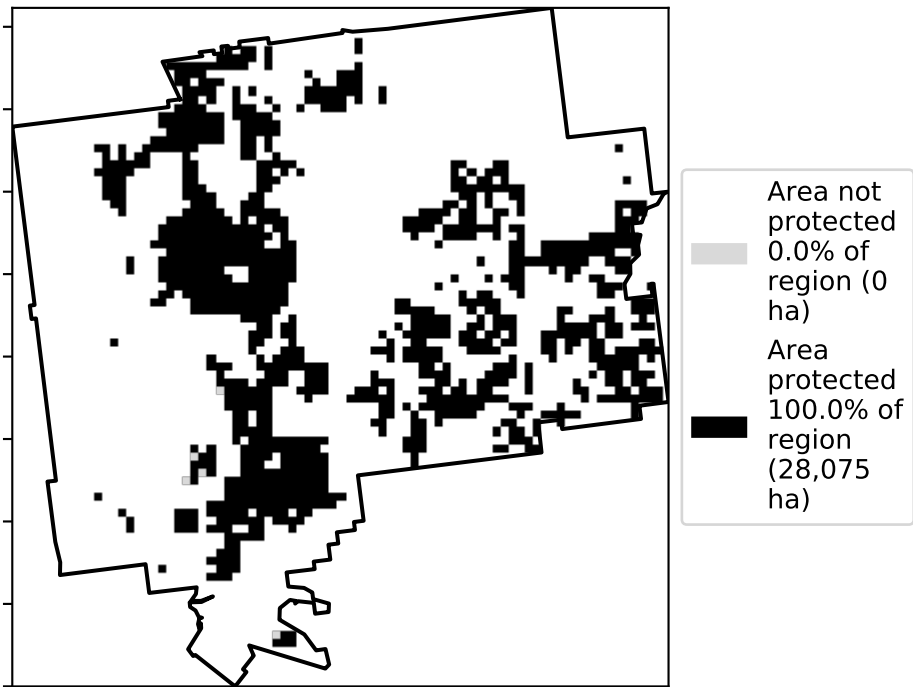 Area not
protected
0.0% of
region (0
ha)
Area
protected
100.0% of
region
(28,075
ha)